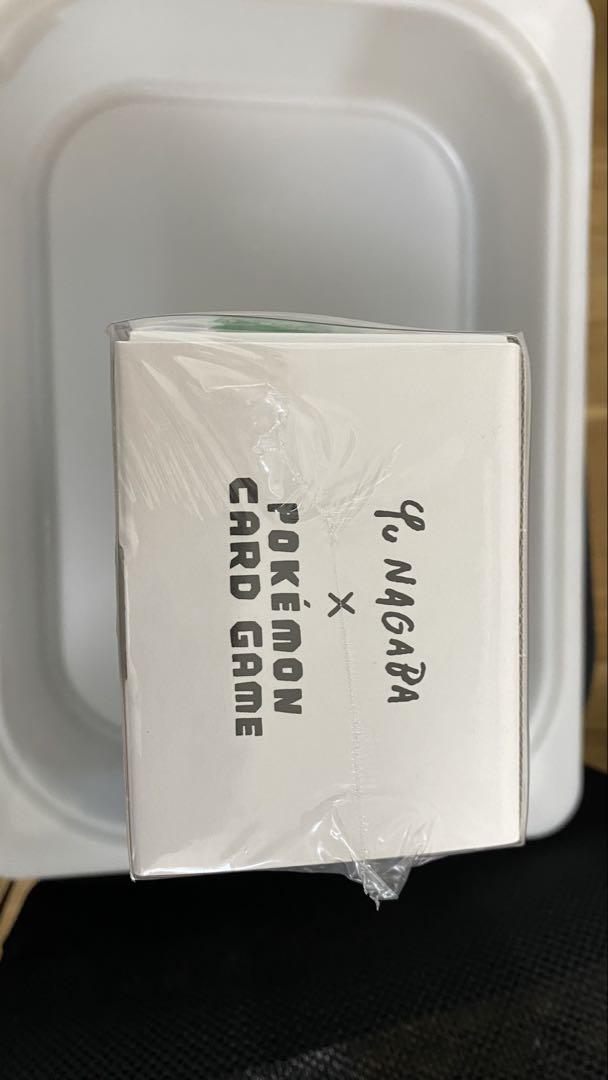 Yu NAGABA
×
POKÉMON
CARD GAME